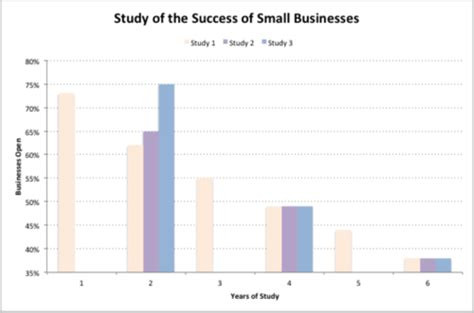 Study of the Success of Small Businesses
Study 1 Study 2 Study 3
80%
75%
70%
65%
60%
55%
50%
45%
40%
35%
Businesses Open
1 2 3 4 5 6
Years of Study